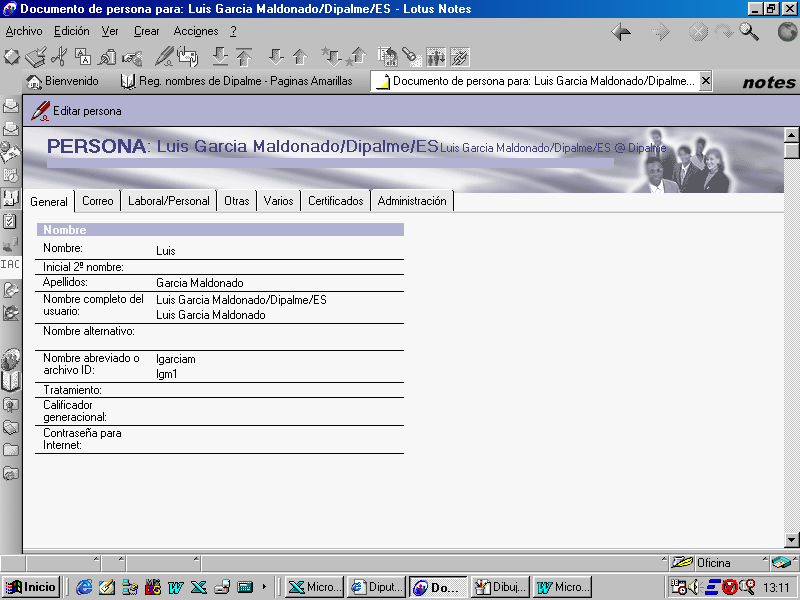 Documento de persona para: Luis Garcia Maldonado/Dipalme/ES - Lotus Notes
Archivo Edición Ver Crear Acciones ?
Bienvenido Reg. nombres de Dipalme - Paginas Amarillas Documento de persona para: Luis Garcia Maldonado/Dipalme... notes
Editar persona
PERSONA: Luis Garcia Maldonado/Dipalme/ES Luis Garcia Maldonado/Dipalme/ES @ Dipalme
General Correo Laboral/Personal Otras Varios Certificados Administración
Nombre
Nombre: Luis
Inicial 2º nombre:
Apellidos: Garcia Maldonado
Nombre completo del Luis Garcia Maldonado/Dipalme/ES
usuario: Luis Garcia Maldonado
Nombre alternativo:
Nombre abreviado o lgarciam
archivo ID: lgm1
Tratamiento:
Calificador
generacional:
Contraseña para
Internet:
IAC
Oficina
Inicio Micro... Diput... Do... Dibuj... Micro... 13:11